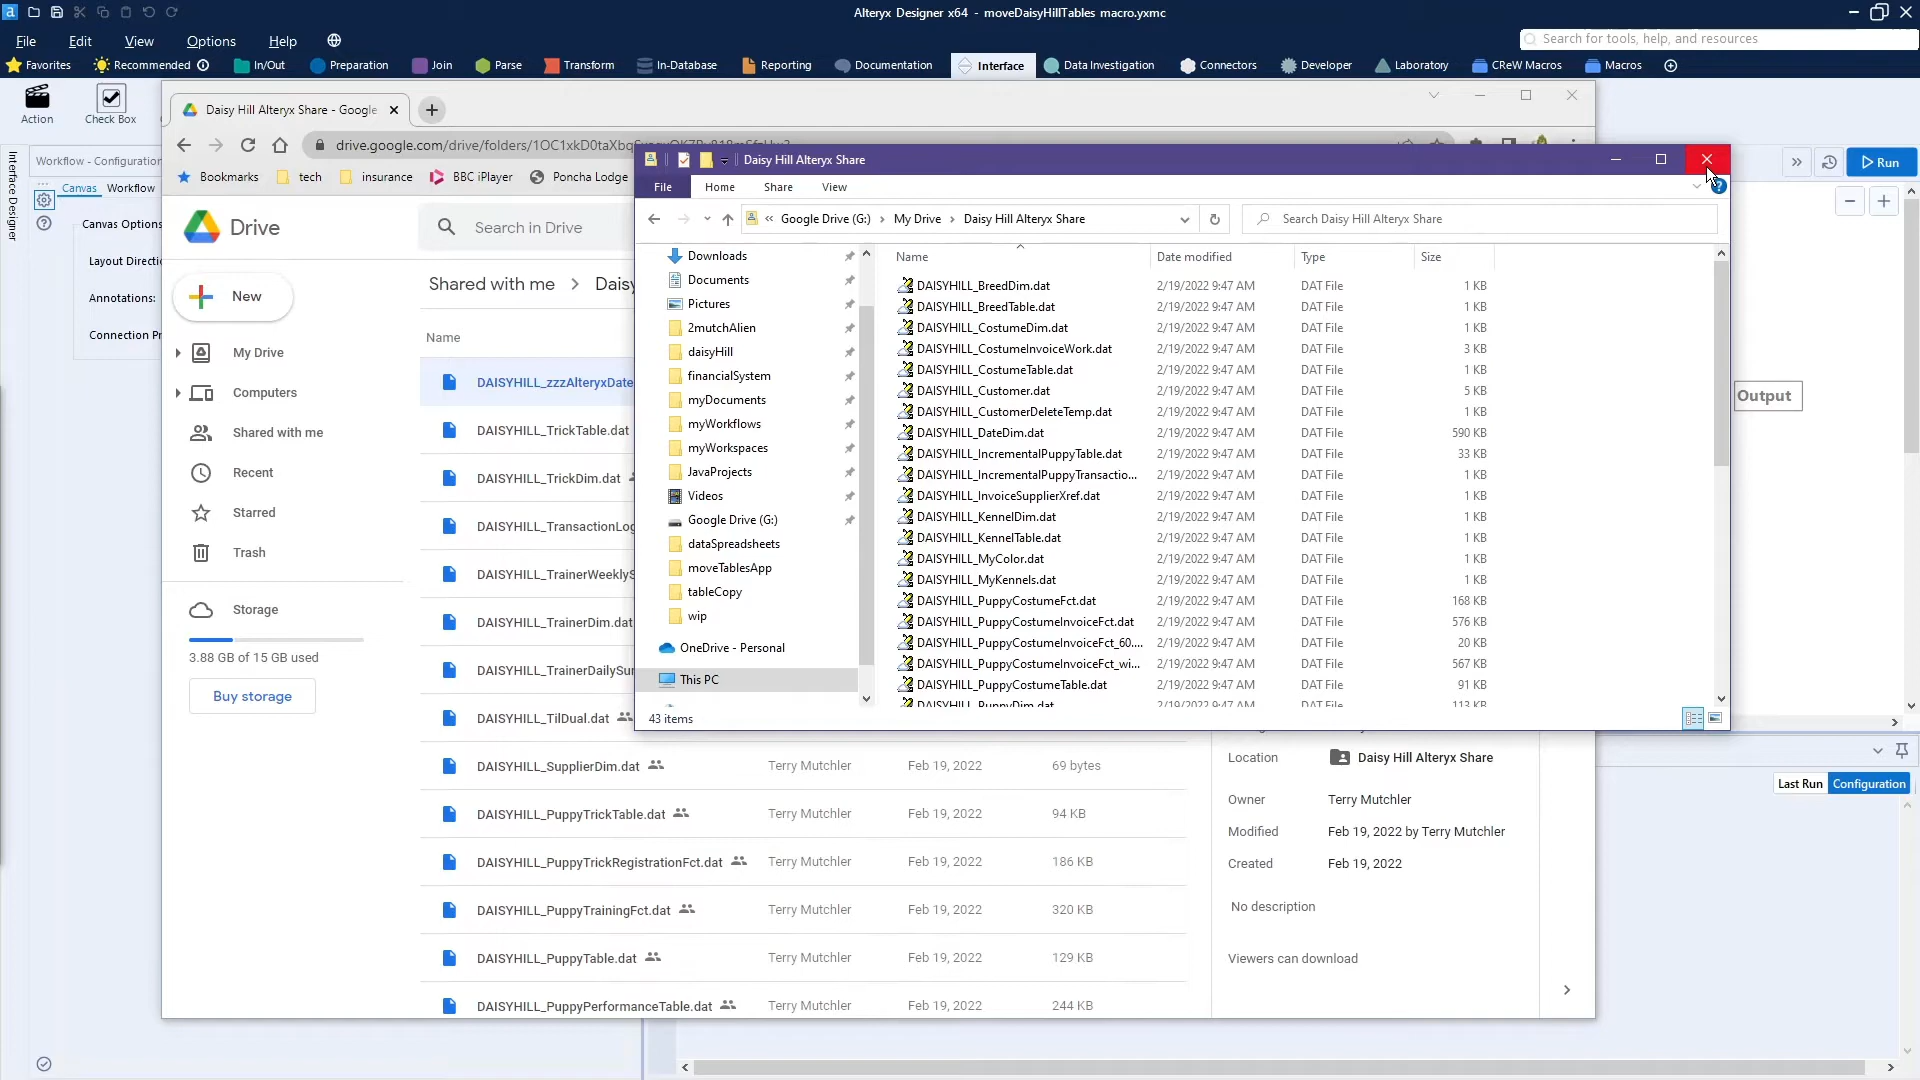 Alteryx Designer x64 - moveDaisyHillTables macro.yxmc
File Edit View Options Help
Search for tools, help, and resources
Favorites Recommended In/Out Preparation Join Parse Transform In-Database Reporting Documentation Interface Data Investigation Connectors Developer Laboratory CReW Macros Macros
Action Check Box
Interface Designer
Workflow - Configuration
Canvas Workflow
Canvas Options
Layout Directi
Annotations:
Connection Pr
Run
Output
Last Run Configuration
Daisy Hill Alteryx Share - Google
drive.google.com/drive/folders/
Bookmarks tech insurance BBC iPlayer Poncha Lodge
Drive
Search in Drive
New
My Drive
Computers
Shared with me
Recent
Starred
Trash
Storage
3.88 GB of 15 GB used
Buy storage
Shared with me > Daisy
Name
DAISYHILL_zzzAlteryxDate
DAISYHILL_TrickTable.dat
DAISYHILL_TrickDim.dat
DAISYHILL_TransactionLog
DAISYHILL_TrainerWeeklyS
DAISYHILL_TrainerDim.dat
DAISYHILL_TrainerDailySu
DAISYHILL_TilDual.dat
DAISYHILL_SupplierDim.dat Terry Mutchler Feb 19, 2022 69 bytes
DAISYHILL_PuppyTrickTable.dat Terry Mutchler Feb 19, 2022 94 KB
DAISYHILL_PuppyTrickRegistrationFct.dat Terry Mutchler Feb 19, 2022 186 KB
DAISYHILL_PuppyTrainingFct.dat Terry Mutchler Feb 19, 2022 320 KB
DAISYHILL_PuppyTable.dat Terry Mutchler Feb 19, 2022 129 KB
DAISYHILL_PuppyPerformanceTable.dat Terry Mutchler Feb 19, 2022 244 KB
Location Daisy Hill Alteryx Share
Owner Terry Mutchler
Modified Feb 19, 2022 by Terry Mutchler
Created Feb 19, 2022
No description
Viewers can download
Daisy Hill Alteryx Share
File Home Share View
« Google Drive (G:) > My Drive > Daisy Hill Alteryx Share
Search Daisy Hill Alteryx Share
Downloads
Documents
Pictures
2mutchAlien
daisyHill
financialSystem
myDocuments
myWorkflows
myWorkspaces
JavaProjects
Videos
Google Drive (G:)
dataSpreadsheets
moveTablesApp
tableCopy
wip
OneDrive - Personal
This PC
Name Date modified Type Size
DAISYHILL_BreedDim.dat 2/19/2022 9:47 AM DAT File 1 KB
DAISYHILL_BreedTable.dat 2/19/2022 9:47 AM DAT File 1 KB
DAISYHILL_CostumeDim.dat 2/19/2022 9:47 AM DAT File 1 KB
DAISYHILL_CostumeInvoiceWork.dat 2/19/2022 9:47 AM DAT File 3 KB
DAISYHILL_CostumeTable.dat 2/19/2022 9:47 AM DAT File 1 KB
DAISYHILL_Customer.dat 2/19/2022 9:47 AM DAT File 5 KB
DAISYHILL_CustomerDeleteTemp.dat 2/19/2022 9:47 AM DAT File 1 KB
DAISYHILL_DateDim.dat 2/19/2022 9:47 AM DAT File 590 KB
DAISYHILL_IncrementalPuppyTable.dat 2/19/2022 9:47 AM DAT File 33 KB
DAISYHILL_IncrementalPuppyTransactio... 2/19/2022 9:47 AM DAT File 1 KB
DAISYHILL_InvoiceSupplierXref.dat 2/19/2022 9:47 AM DAT File 1 KB
DAISYHILL_KennelDim.dat 2/19/2022 9:47 AM DAT File 1 KB
DAISYHILL_KennelTable.dat 2/19/2022 9:47 AM DAT File 1 KB
DAISYHILL_MyColor.dat 2/19/2022 9:47 AM DAT File 1 KB
DAISYHILL_MyKennels.dat 2/19/2022 9:47 AM DAT File 1 KB
DAISYHILL_PuppyCostumeFct.dat 2/19/2022 9:47 AM DAT File 168 KB
DAISYHILL_PuppyCostumeInvoiceFct.dat 2/19/2022 9:47 AM DAT File 576 KB
DAISYHILL_PuppyCostumeInvoiceFct_60.... 2/19/2022 9:47 AM DAT File 20 KB
DAISYHILL_PuppyCostumeInvoiceFct_wi... 2/19/2022 9:47 AM DAT File 567 KB
DAISYHILL_PuppyCostumeTable.dat 2/19/2022 9:47 AM DAT File 91 KB
DAISYHILL_PuppyDim.dat 2/19/2022 9:47 AM DAT File 113 KB
43 items